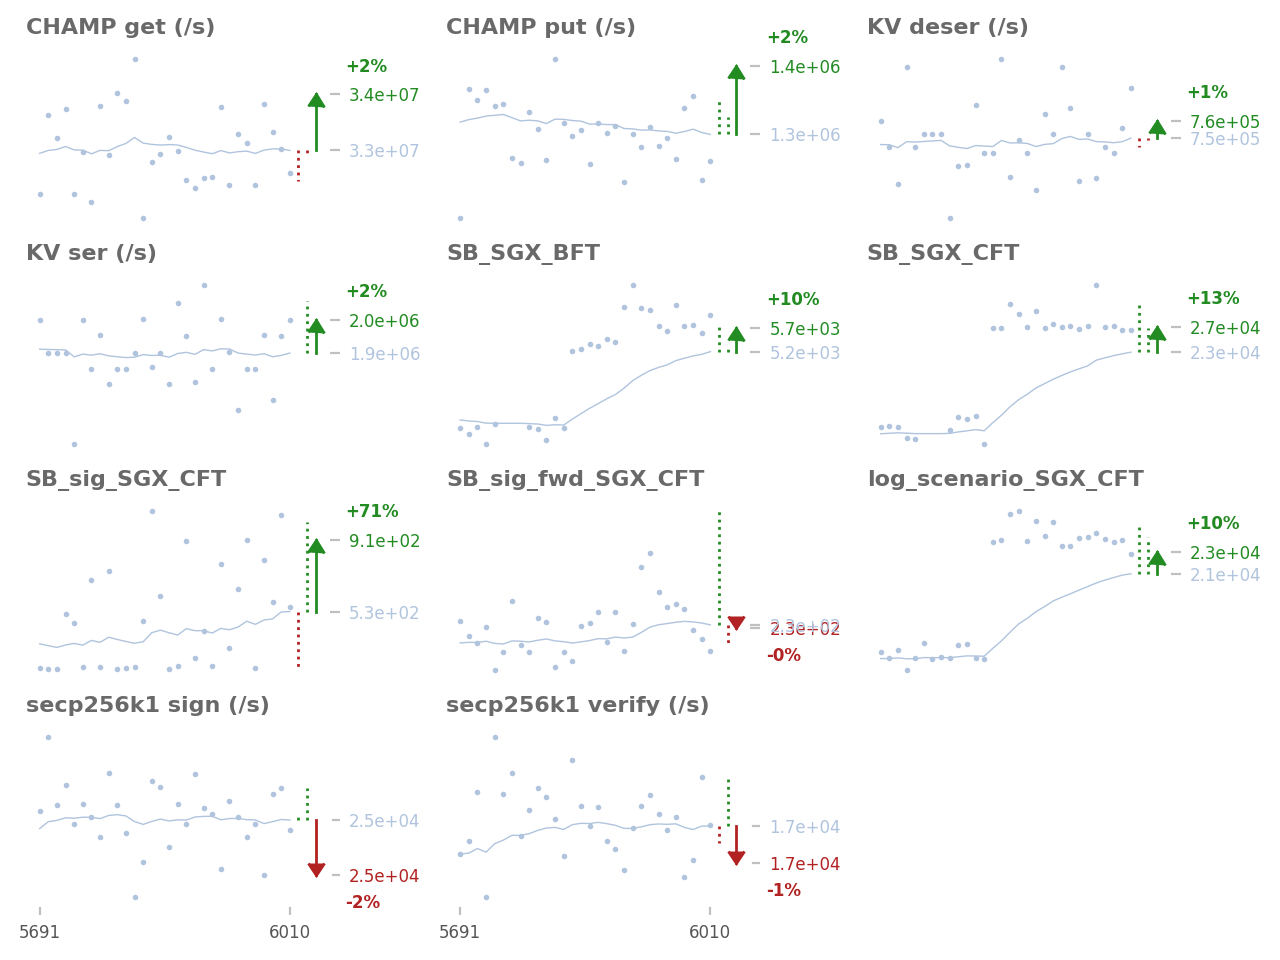 CHAMP get (/s)
+2%
3.4e+07
3.3e+07
CHAMP put (/s)
+2%
1.4e+06
1.3e+06
KV deser (/s)
+1%
7.6e+05
7.5e+05
KV ser (/s)
+2%
2.0e+06
1.9e+06
SB_SGX_BFT
+10%
5.7e+03
5.2e+03
SB_SGX_CFT
+13%
2.7e+04
2.3e+04
SB_sig_SGX_CFT
+71%
9.1e+02
5.3e+02
SB_sig_fwd_SGX_CFT
2.3e+02
2.3e+02
-0%
log_scenario_SGX_CFT
+10%
2.3e+04
2.1e+04
secp256k1 sign (/s)
2.5e+04
2.5e+04
-2%
5691
6010
secp256k1 verify (/s)
1.7e+04
1.7e+04
-1%
5691
6010